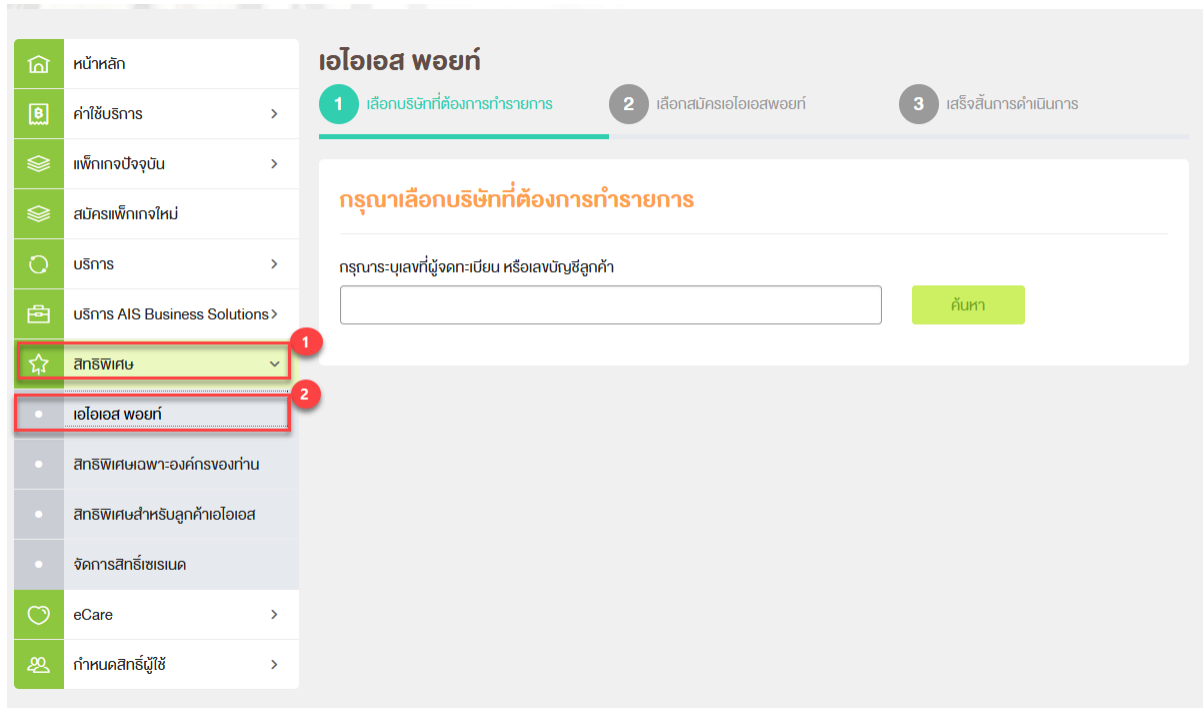 หน้าหลัก
ค่าใช้บริการ
แพ็กเกจปัจจุบัน
สมัครแพ็กเกจใหม่
บริการ
บริการ AIS Business Solutions
สิทธิพิเศษ
1
เอไอเอส พอยท์
2
สิทธิพิเศษเฉพาะองค์กรของท่าน
สิทธิพิเศษสำหรับลูกค้าเอไอเอส
จัดการสิทธิ์เซเรเนด
eCare
กำหนดสิทธิ์ผู้ใช้
เอไอเอส พอยท์
1 เลือกบริษัทที่ต้องการทำรายการ
2 เลือกสมัครเอไอเอสพอยท์
3 เสร็จสิ้นการดำเนินการ
กรุณาเลือกบริษัทที่ต้องการทำรายการ
กรุณาระบุเลขที่ผู้จดทะเบียน หรือเลขบัญชีลูกค้า
ค้นหา